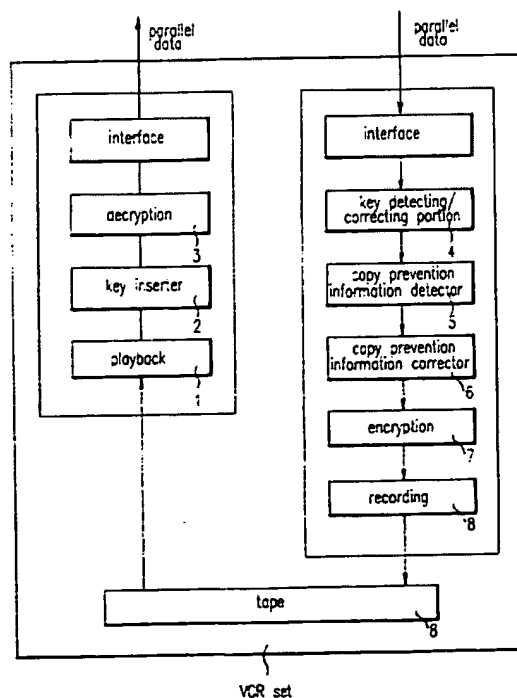 parallel
data
interface
aecryption
3
key inserter
2
playback
1
parallel
data
interface
key detecting/
correcting portion
4
copy prevention
information detector
5
copy prevention
information corrector
6
encryption
7
recording
8
tape
8
VCR set